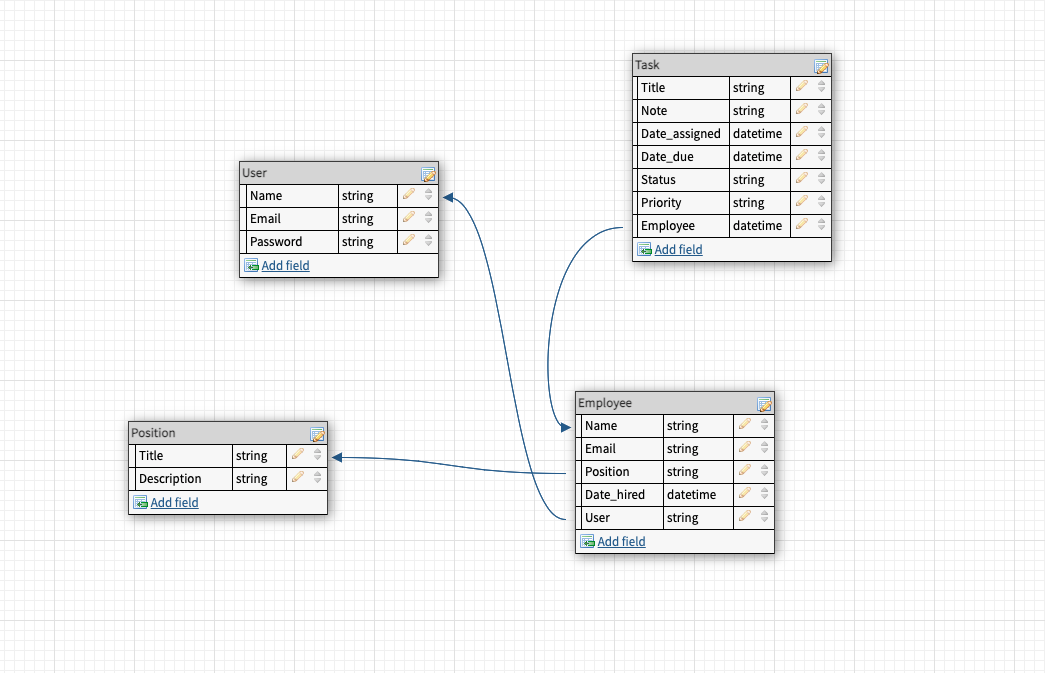 Task
Title string
Note string
Date_assigned datetime
Date_due datetime
Status string
Priority string
Employee datetime
Add field
User
Name string
Email string
Password string
Add field
Employee
Name string
Email string
Position string
Date_hired datetime
User string
Add field
Position
Title string
Description string
Add field